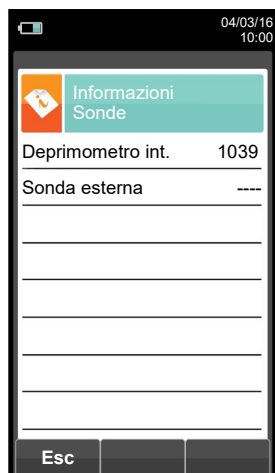 04/03/16
10:00
Informazioni
Sonde
Deprimometro int. 1039
Sonda esterna ----
Esc